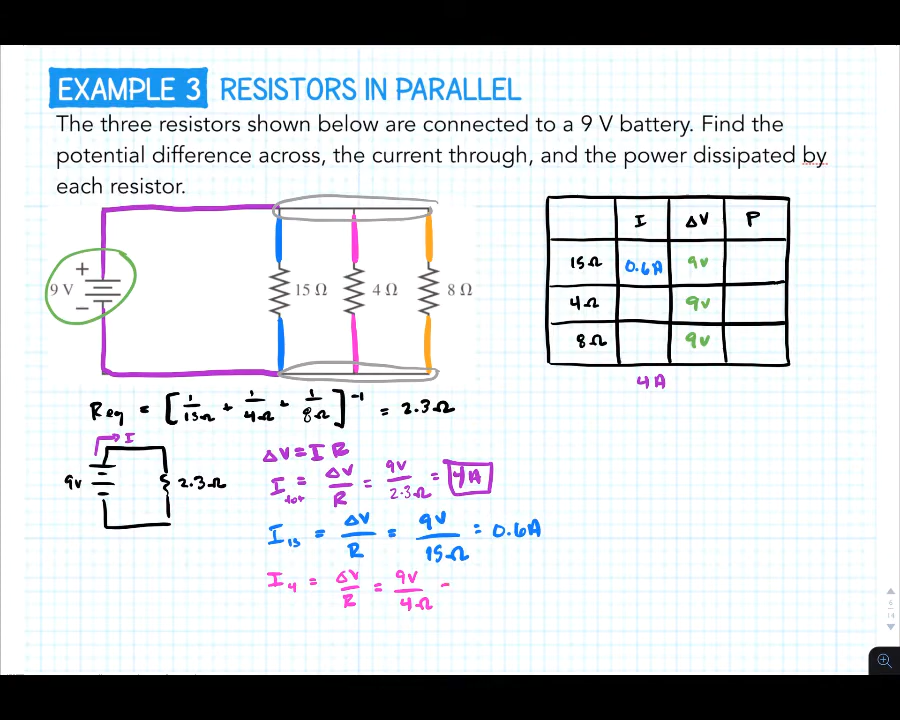 EXAMPLE 3 RESISTORS IN PARALLEL
The three resistors shown below are connected to a 9 V battery. Find the
potential difference across, the current through, and the power dissipated by
each resistor.
+
9 V
−
15 Ω
4 Ω
8 Ω
I ΔV P
15Ω 0.6A 9V
4Ω 9V
8Ω 9V
4A
Req = [1/15Ω + 1/4Ω + 1/8Ω]^-1 = 2.3Ω
I
9V
2.3Ω
ΔV = I R
Itot = ΔV/R = 9V/2.3Ω = 4A
I15 = ΔV/R = 9V/15Ω = 0.6A
I4 = ΔV/R = 9V/4Ω =
6
14